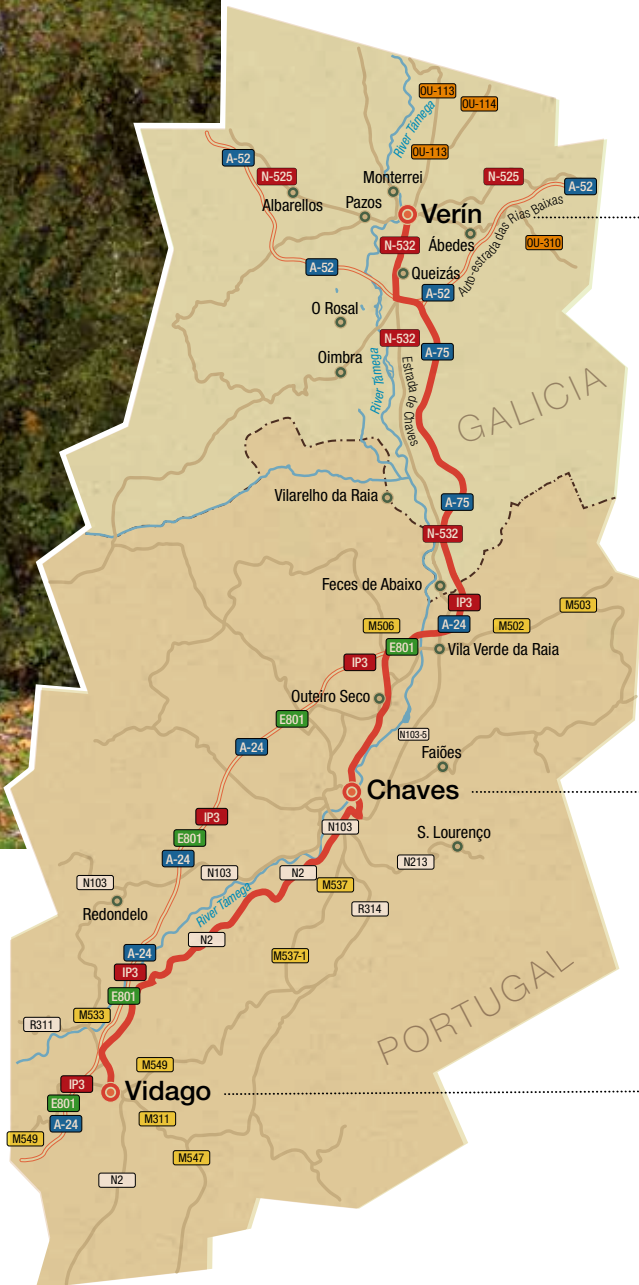 OU-113
OU-114
River Támega
OU-113
A-52
N-525
N-525
Monterrei
A-52
Albarellos
Pazos
Verín
Auto-estrada das Rias Baixas
N-532
Ábedes
OU-310
A-52
Queizás
A-52
O Rosal
N-532
A-75
Oimbra
River Támega
Estrada de Chaves
GALICIA
Vilarelho da Raia
A-75
N-532
Feces de Abaixo
IP3
M503
A-24
M506
M502
E801
Vila Verde da Raia
IP3
Outeiro Seco
E801
N103-5
A-24
Faiões
Chaves
IP3
N103
E801
S. Lourenço
A-24
N213
N103
N103
N2
M537
Redondelo
River Támega
R314
N2
A-24
M537-1
IP3
PORTUGAL
E801
M533
R311
M549
IP3
Vidago
E801
M311
A-24
M549
M547
N2